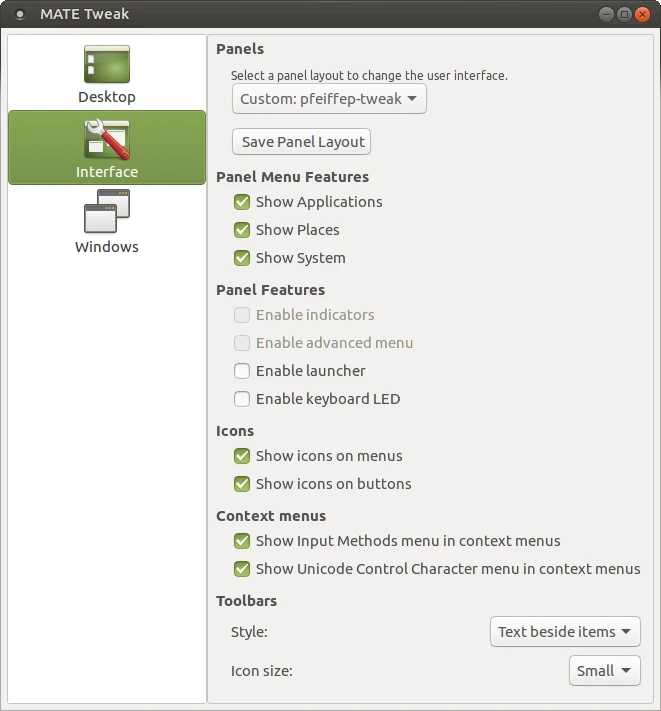 MATE Tweak
Desktop
Interface
Windows
Panels
Select a panel layout to change the user interface.
Custom: pfeiffep-tweak
Save Panel Layout
Panel Menu Features
Show Applications
Show Places
Show System
Panel Features
Enable indicators
Enable advanced menu
Enable launcher
Enable keyboard LED
Icons
Show icons on menus
Show icons on buttons
Context menus
Show Input Methods menu in context menus
Show Unicode Control Character menu in context menus
Toolbars
Style: Text beside items
Icon size: Small